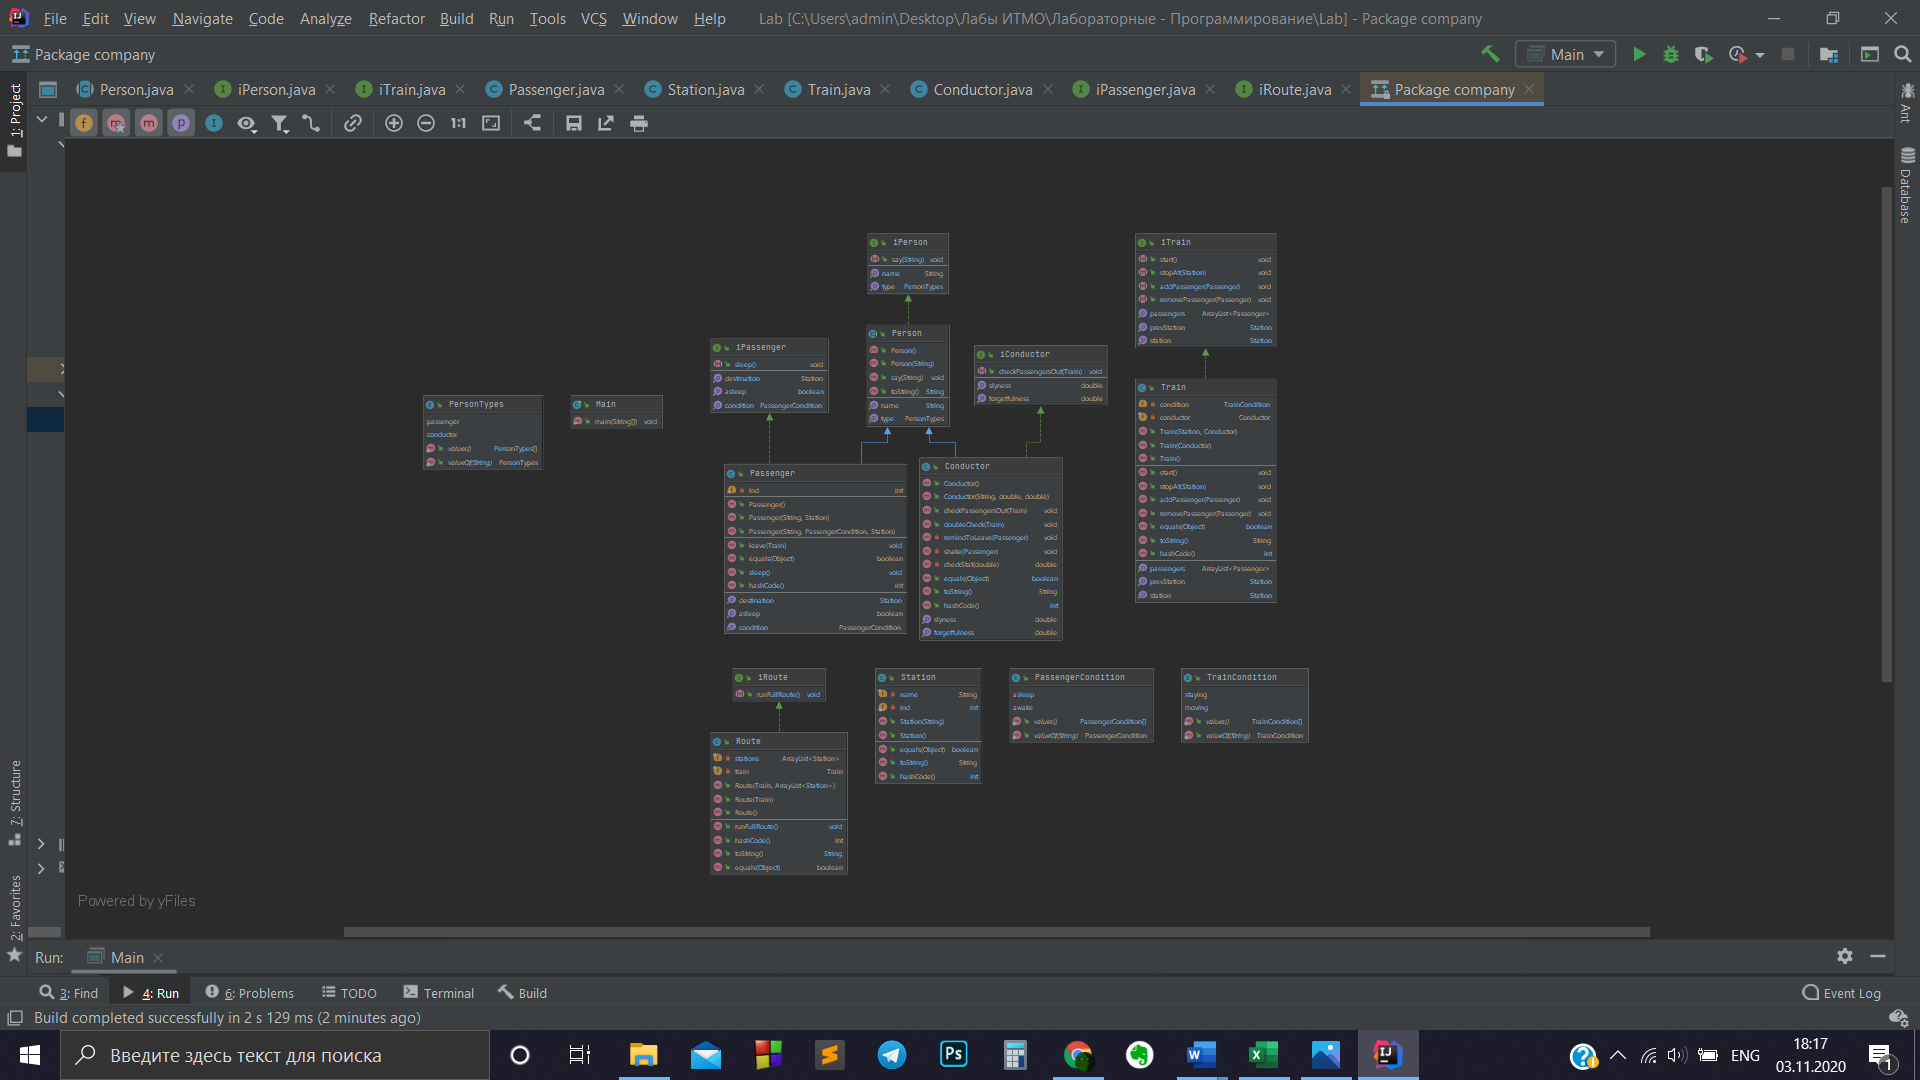 File Edit View Navigate Code Analyze Refactor Build Run Tools VCS Window Help Lab [C:\Users\admin\Desktop\Лабы ИТМО\Лабораторные - Программирование\Lab] - Package company
Package company
Main
Person.java iPerson.java iTrain.java Passenger.java Station.java Train.java Conductor.java iPassenger.java iRoute.java Package company
1: Project
Ant
Database
7: Structure
2: Favorites
1:1
iPerson
say(String) void
name String
type PersonTypes
iTrain
start() void
stopAt(Station) void
addPassenger(Passenger) void
removePassenger(Passenger) void
passengers ArrayList<Passenger>
prevStation Station
station Station
Person
Person()
Person(String)
say(String) void
toString() String
name String
type PersonTypes
iPassenger
sleep() void
destination Station
asleep boolean
condition PassengerCondition
iConductor
checkPassengersOut(Train) void
slyness double
forgetfulness double
PersonTypes
passenger
conductor
values() PersonTypes[]
valueOf(String) PersonTypes
Main
main(String[]) void
Train
condition TrainCondition
conductor Conductor
Train(Station, Conductor)
Train(Conductor)
Train()
start() void
stopAt(Station) void
addPassenger(Passenger) void
removePassenger(Passenger) void
equals(Object) boolean
toString() String
hashCode() int
passengers ArrayList<Passenger>
prevStation Station
station Station
Passenger
ind int
Passenger()
Passenger(String, Station)
Passenger(String, PassengerCondition, Station)
leave(Train) void
equals(Object) boolean
sleep() void
hashCode() int
destination Station
asleep boolean
condition PassengerCondition
Conductor
Conductor()
Conductor(String, double, double)
checkPassengersOut(Train) void
doubleCheck(Train) void
remindToLeave(Passenger) void
shake(Passenger) void
checkStat(double) double
equals(Object) boolean
toString() String
hashCode() int
slyness double
forgetfulness double
iRoute
runFullRoute() void
Station
name String
ind int
Station(String)
Station()
equals(Object) boolean
toString() String
hashCode() int
PassengerCondition
asleep
awake
values() PassengerCondition[]
valueOf(String) PassengerCondition
TrainCondition
staying
moving
values() TrainCondition[]
valueOf(String) TrainCondition
Route
stations ArrayList<Station>
train Train
Route(Train, ArrayList<Station>)
Route(Train)
Route()
runFullRoute() void
hashCode() int
toString() String
equals(Object) boolean
Powered by yFiles
Run: Main
3: Find 4: Run 6: Problems TODO Terminal Build Event Log
Build completed successfully in 2 s 129 ms (2 minutes ago)
Введите здесь текст для поиска
ENG
18:17
03.11.2020
1